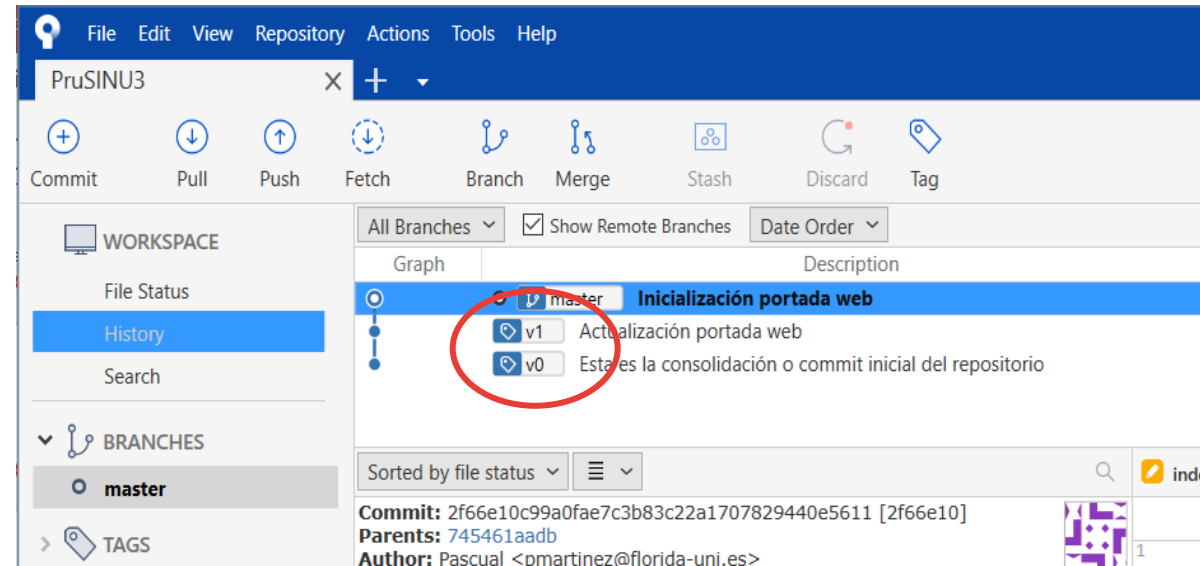 File Edit View Repository Actions Tools Help
PruSINU3
Commit Pull Push Fetch Branch Merge Stash Discard Tag
WORKSPACE
File Status
History
Search
BRANCHES
master
TAGS
All Branches Show Remote Branches Date Order
Graph Description
master Inicialización portada web
v1 Actualización portada web
v0 Esta es la consolidación o commit inicial del repositorio
Sorted by file status
Commit: 2f66e10c99a0fae7c3b83c22a1707829440e5611 [2f66e10]
Parents: 745461aadb
Author: Pascual <pmartinez@florida-uni.es>
1